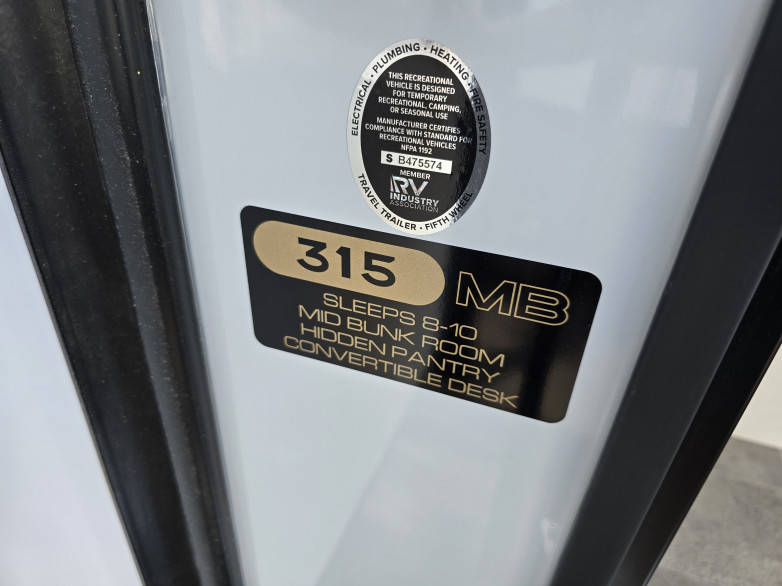 ELECTRICAL • PLUMBING • HEATING • FIRE SAFETY
THIS RECREATIONAL
VEHICLE IS DESIGNED
FOR TEMPORARY
RECREATIONAL, CAMPING,
OR SEASONAL USE
MANUFACTURER CERTIFIES
COMPLIANCE WITH STANDARD FOR
RECREATIONAL VEHICLES
NFPA 1192
S B475574
MEMBER
RV
INDUSTRY
ASSOCIATION
TRAVEL TRAILER • FIFTH WHEEL
315 MB
SLEEPS 8-10
MID BUNK ROOM
HIDDEN PANTRY
CONVERTIBLE DESK